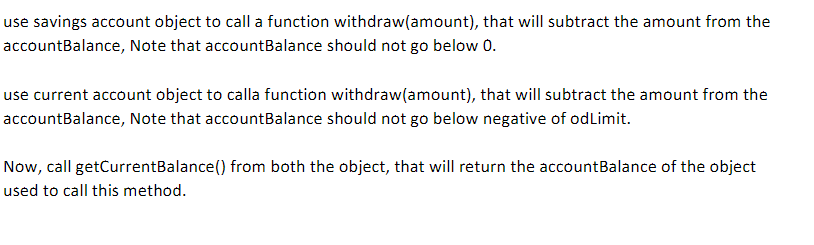 use savings account object to call a function withdraw(amount), that will subtract the amount from the
accountBalance, Note that accountBalance should not go below 0.
use current account object to calla function withdraw(amount), that will subtract the amount from the
accountBalance, Note that accountBalance should not go below negative of odLimit.
Now, call getCurrentBalance() from both the object, that will return the accountBalance of the object
used to call this method.